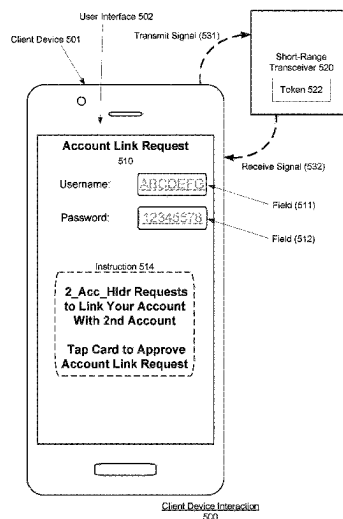 User Interface 502
Client Device 501
Transmit Signal (531)
Short-Range
Transceiver 520
Token 522
Account Link Request
510
Receive Signal (532)
Username:
ABCDEFG
Field (511)
Password:
12345678
Field (512)
Instruction 514
2_Acc_Hldr Requests
to Link Your Account
With 2nd Account
Tap Card to Approve
Account Link Request
Client Device Interaction
500